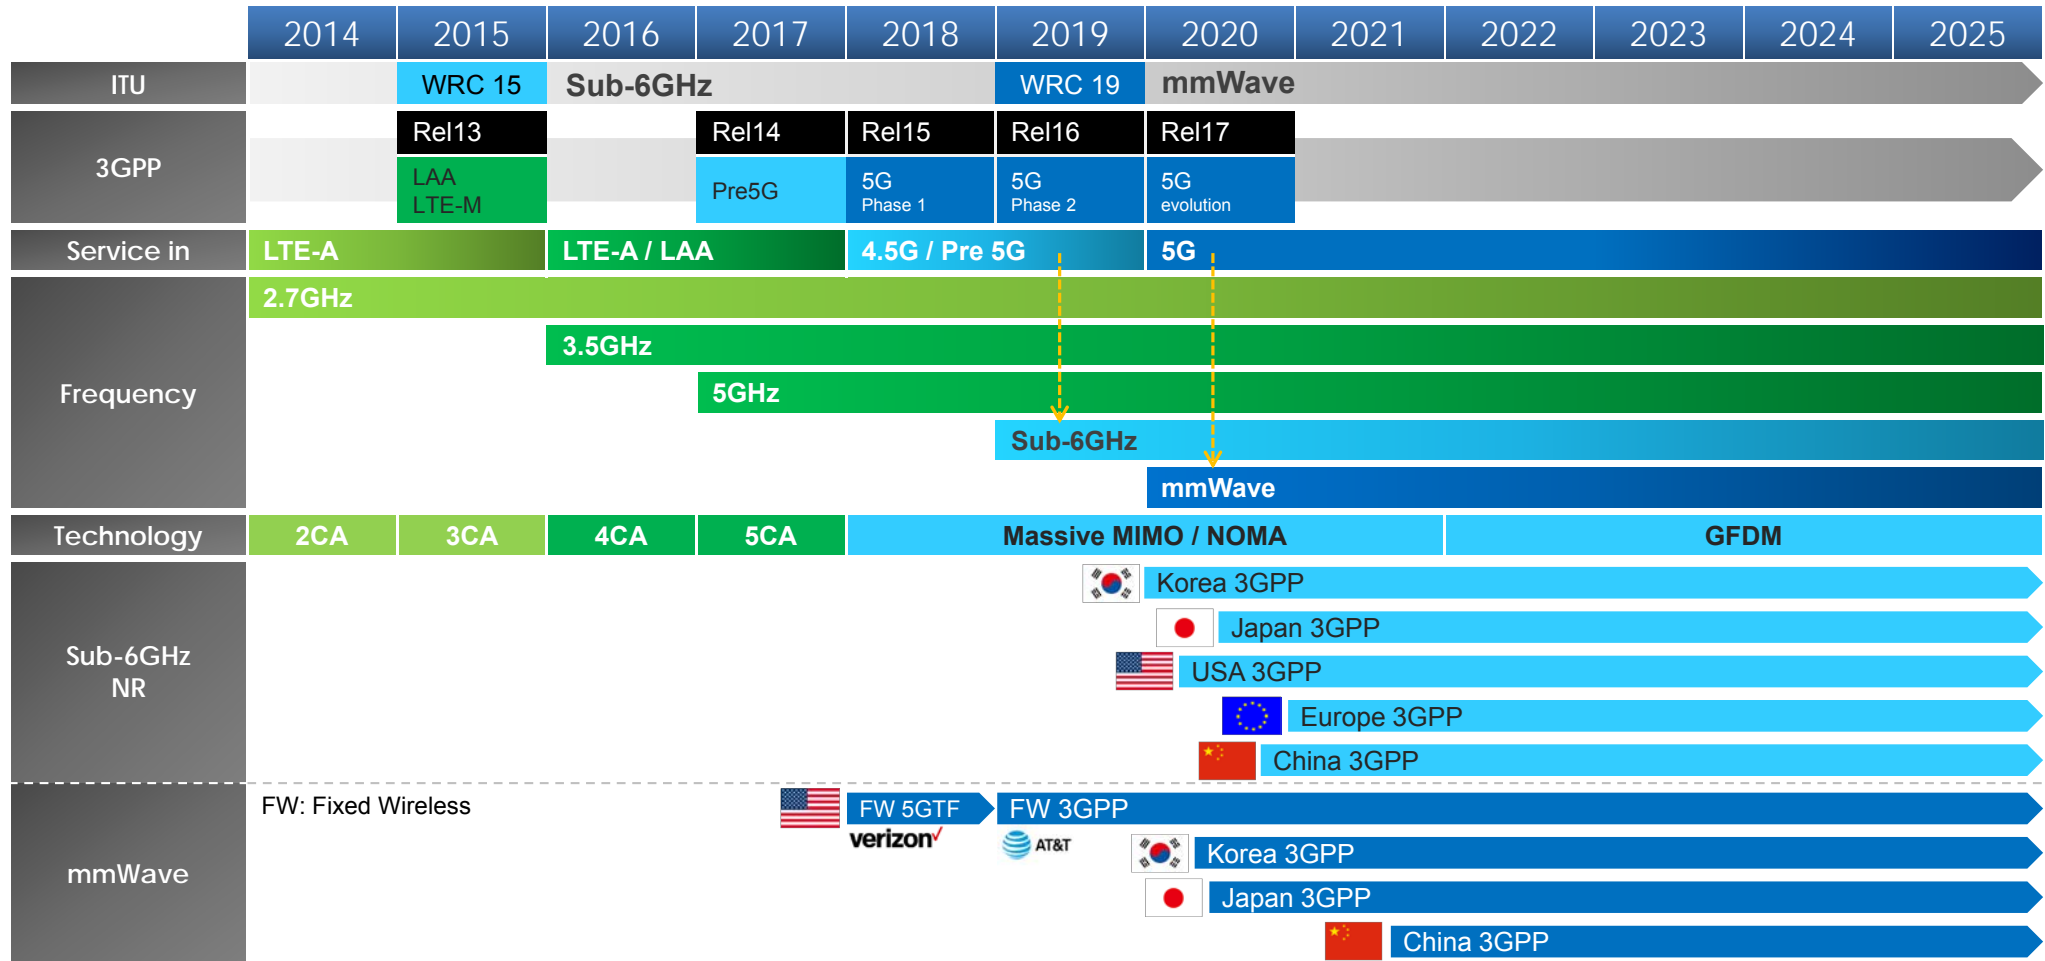 2014 2015 2016 2017 2018 2019 2020 2021 2022 2023 2024 2025
ITU WRC 15 Sub-6GHz WRC 19 mmWave
3GPP
Rel13 Rel14 Rel15 Rel16 Rel17
LAA
LTE-M
Pre5G
5G
Phase 1
5G
Phase 2
5G
evolution
Service in LTE-A LTE-A / LAA 4.5G / Pre 5G 5G
Frequency
2.7GHz
3.5GHz
5GHz
Sub-6GHz
mmWave
Technology 2CA 3CA 4CA 5CA Massive MIMO / NOMA GFDM
Sub-6GHz
NR
Korea 3GPP
Japan 3GPP
USA 3GPP
Europe 3GPP
China 3GPP
mmWave
FW: Fixed Wireless FW 5GTF FW 3GPP
verizon AT&T
Korea 3GPP
Japan 3GPP
China 3GPP